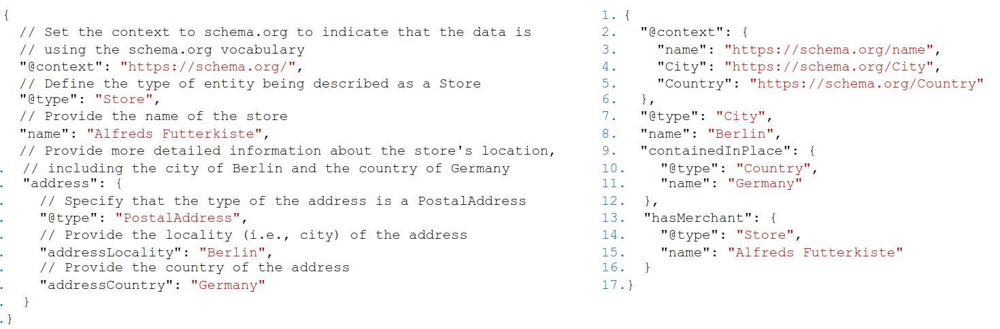 {
// Set the context to schema.org to indicate that the data is
// using the schema.org vocabulary
"@context": "https://schema.org/",
// Define the type of entity being described as a Store
"@type": "Store",
// Provide the name of the store
"name": "Alfreds Futterkiste",
// Provide more detailed information about the store's location,
. // including the city of Berlin and the country of Germany
. "address": {
. // Specify that the type of the address is a PostalAddress
. "@type": "PostalAddress",
. // Provide the locality (i.e., city) of the address
. "addressLocality": "Berlin",
. // Provide the country of the address
. "addressCountry": "Germany"
. }
.}
1. {
2. "@context": {
3. "name": "https://schema.org/name",
4. "City": "https://schema.org/City",
5. "Country": "https://schema.org/Country"
6. },
7. "@type": "City",
8. "name": "Berlin",
9. "containedInPlace": {
10. "@type": "Country",
11. "name": "Germany"
12. },
13. "hasMerchant": {
14. "@type": "Store",
15. "name": "Alfreds Futterkiste"
16. }
17.}